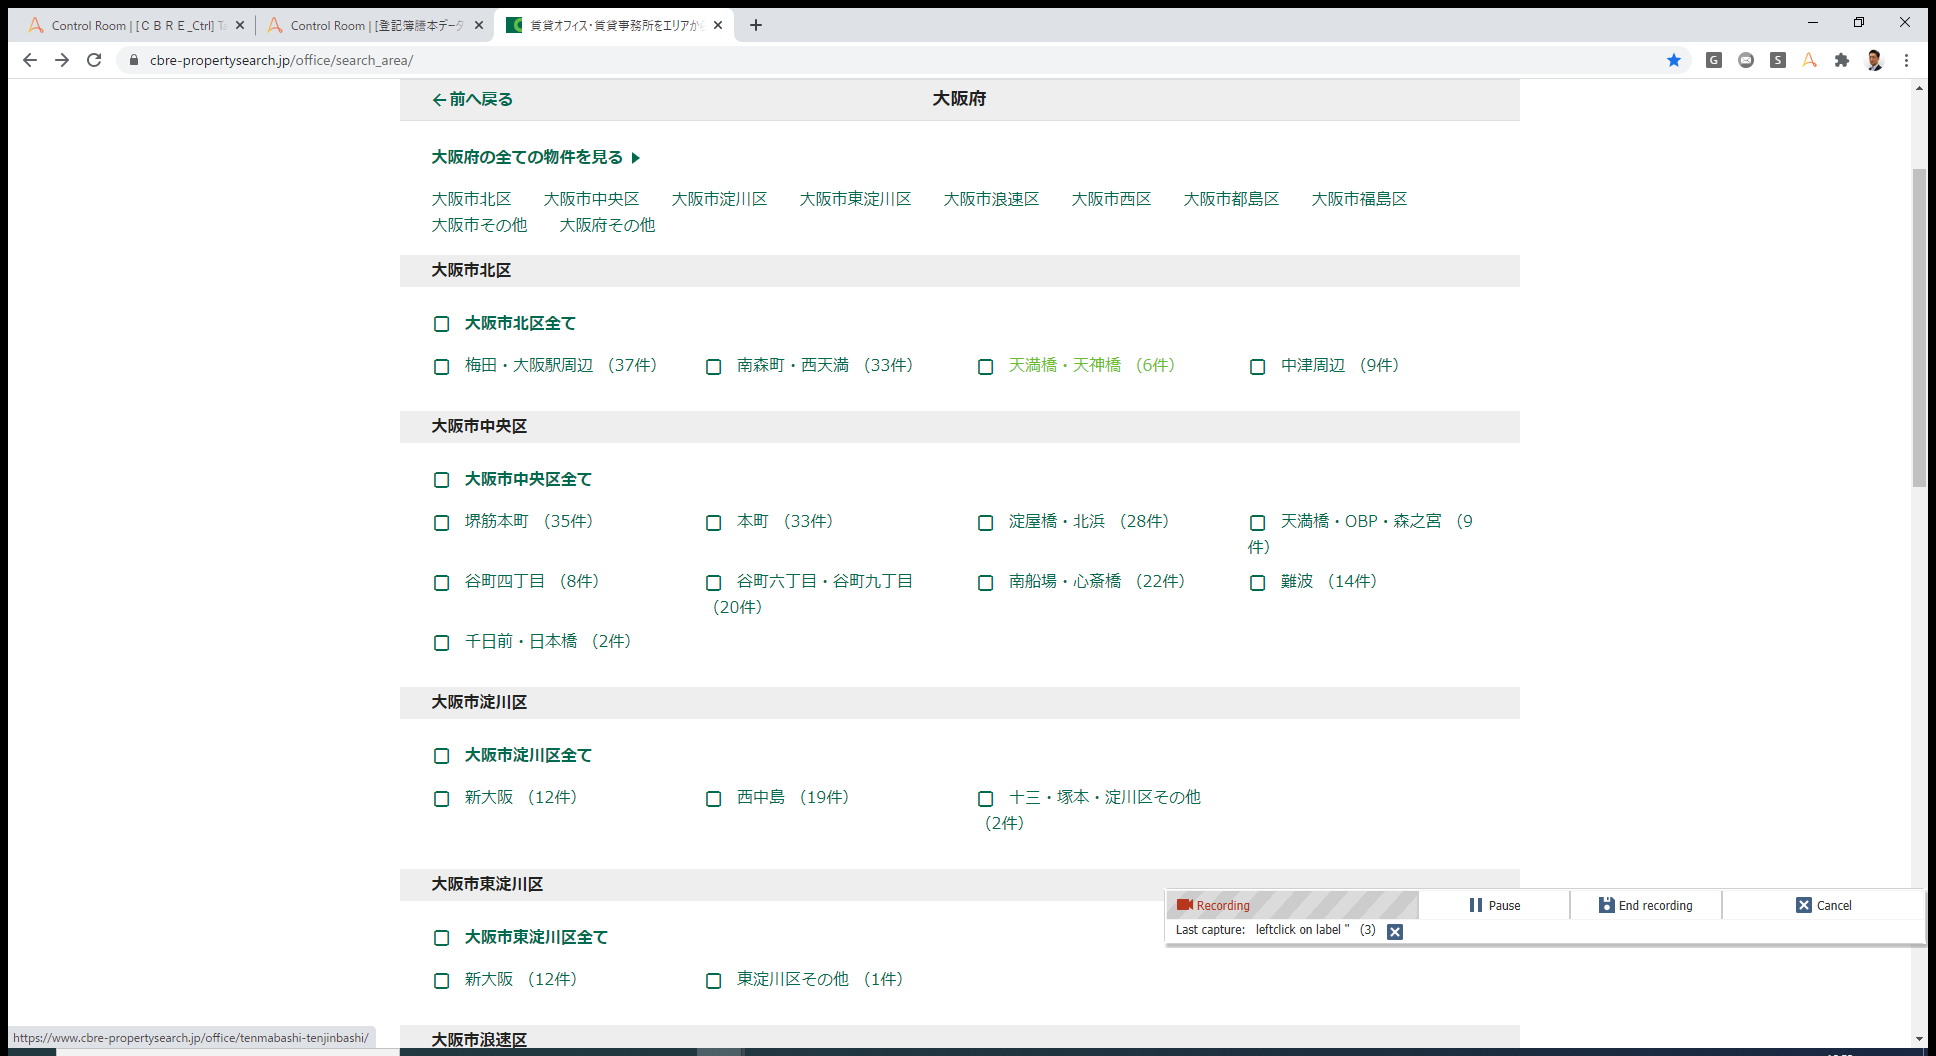 Control Room | [ＣＢＲＥ_Ctrl]
Control Room | [登記簿謄本データ
賃貸オフィス・賃貸事務所をエリアか
cbre-propertysearch.jp/office/search_area/
G
S
←前へ戻る
大阪府
大阪府の全ての物件を見る ▶
大阪市北区 大阪市中央区 大阪市淀川区 大阪市東淀川区 大阪市浪速区 大阪市西区 大阪市都島区 大阪市福島区
大阪市その他 大阪府その他
大阪市北区
大阪市北区全て
梅田・大阪駅周辺 （37件） 南森町・西天満 （33件） 天満橋・天神橋 （6件） 中津周辺 （9件）
大阪市中央区
大阪市中央区全て
堺筋本町 （35件） 本町 （33件） 淀屋橋・北浜 （28件） 天満橋・OBP・森之宮 （9
件）
谷町四丁目 （8件） 谷町六丁目・谷町九丁目 南船場・心斎橋 （22件） 難波 （14件）
（20件）
千日前・日本橋 （2件）
大阪市淀川区
大阪市淀川区全て
新大阪 （12件） 西中島 （19件） 十三・塚本・淀川区その他
（2件）
大阪市東淀川区
Recording Pause End recording Cancel
Last capture: leftclick on label '' (3)
大阪市東淀川区全て
新大阪 （12件） 東淀川区その他 （1件）
https://www.cbre-propertysearch.jp/office/tenmabashi-tenjinbashi/
大阪市浪速区